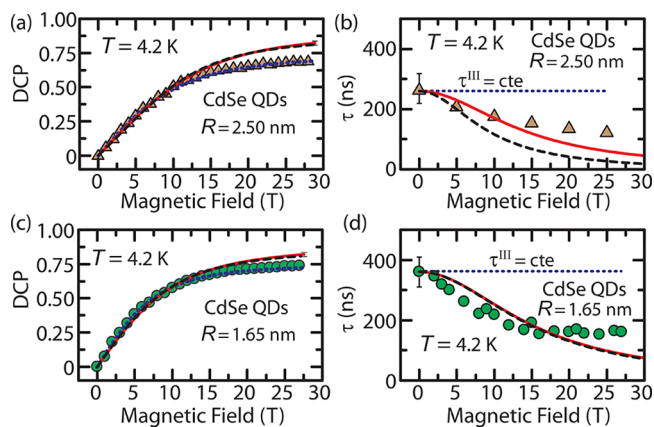 (a)
1.00
0.75
0.50
0.25
0
DCP
T = 4.2 K
CdSe QDs
R = 2.50 nm
0 5 10 15 20 25 30
Magnetic Field (T)
(b)
400
200
0
τ (ns)
T = 4.2 K
CdSe QDs
R = 2.50 nm
τᴵᴵᴵ = cte
0 5 10 15 20 25 30
Magnetic Field (T)
(c)
1.00
0.75
0.50
0.25
0
DCP
T = 4.2 K
CdSe QDs
R = 1.65 nm
0 5 10 15 20 25 30
Magnetic Field (T)
(d)
400
200
0
τ (ns)
τᴵᴵᴵ = cte
CdSe QDs
R = 1.65 nm
T = 4.2 K
0 5 10 15 20 25 30
Magnetic Field (T)